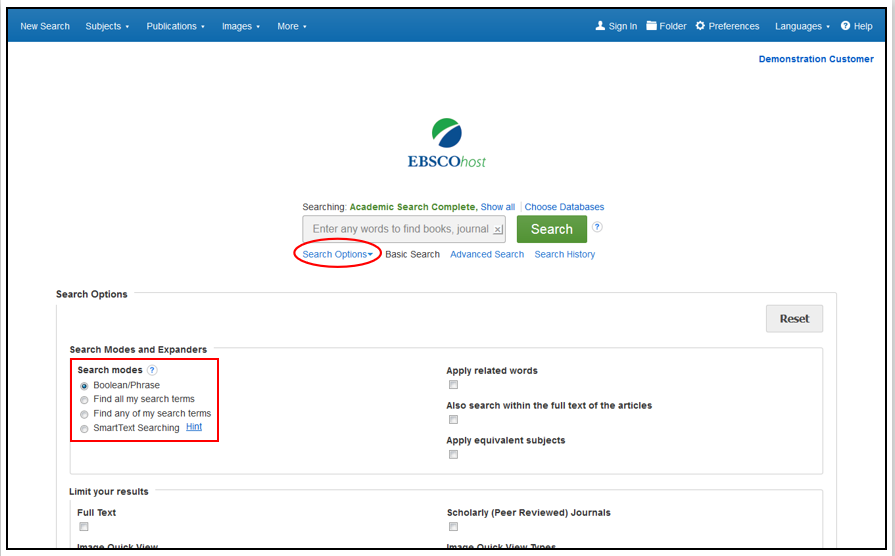 New Search Subjects Publications Images More Sign In Folder Preferences Languages ? Help
Demonstration Customer
EBSCOhost
Searching: Academic Search Complete, Show all Choose Databases
Enter any words to find books, journal x Search ?
Search Options Basic Search Advanced Search Search History
Search Options
Reset
Search Modes and Expanders
Search modes ?
Boolean/Phrase
Find all my search terms
Find any of my search terms
SmartText Searching Hint
Apply related words
Also search within the full text of the articles
Apply equivalent subjects
Limit your results
Full Text
Scholarly (Peer Reviewed) Journals
Image Quick View
Image Quick View Types